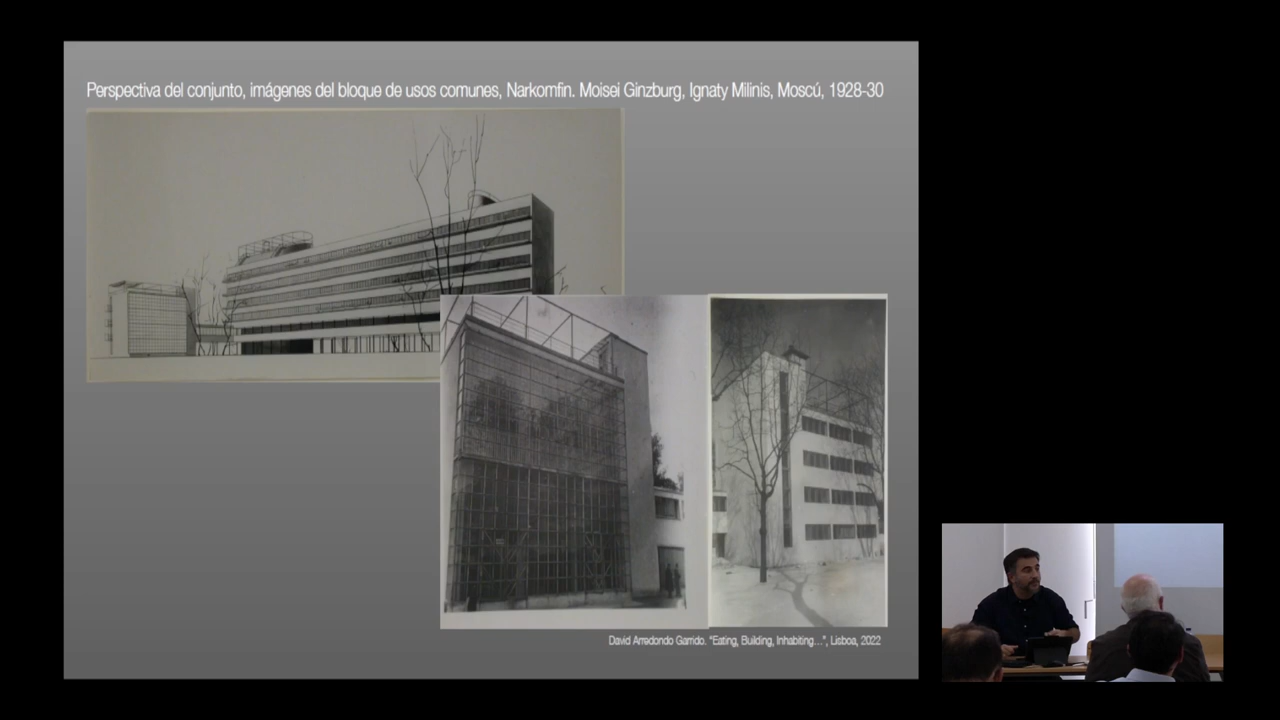 Perspectiva del conjunto, imágenes del bloque de usos comunes, Narkomfin. Moisei Ginzburg, Ignaty Milinis, Moscú, 1928-30
David Arredondo Garrido. "Eating, Building, Inhabiting...", Lisboa, 2022